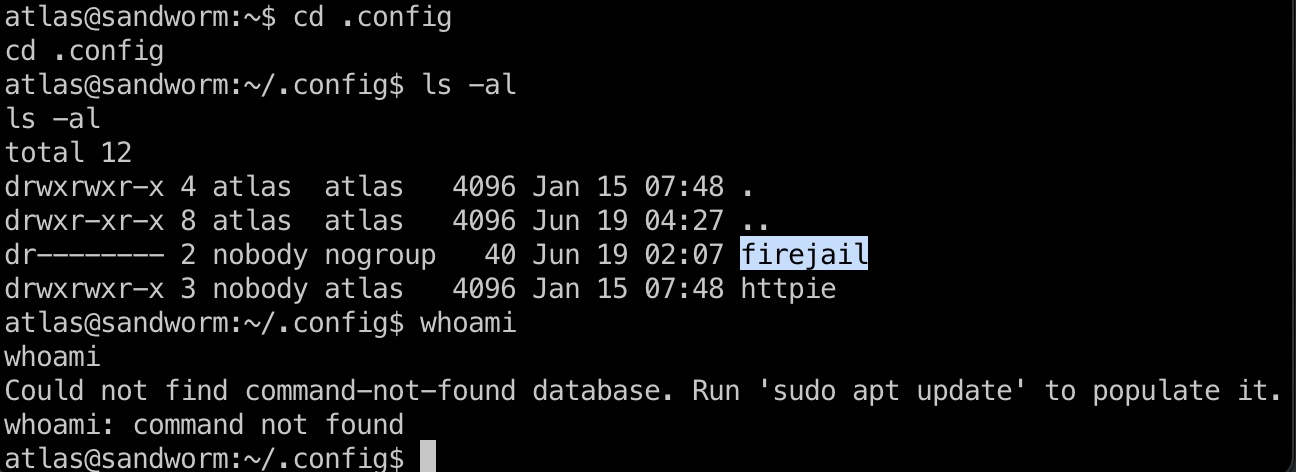 atlas@sandworm:~$ cd .config
cd .config
atlas@sandworm:~/.config$ ls -al
ls -al
total 12
drwxrwxr-x 4 atlas  atlas   4096 Jan 15 07:48 .
drwxr-xr-x 8 atlas  atlas   4096 Jun 19 04:27 ..
dr-------- 2 nobody nogroup   40 Jun 19 02:07 firejail
drwxrwxr-x 3 nobody atlas   4096 Jan 15 07:48 httpie
atlas@sandworm:~/.config$ whoami
whoami
Could not find command-not-found database. Run 'sudo apt update' to populate it.
whoami: command not found
atlas@sandworm:~/.config$